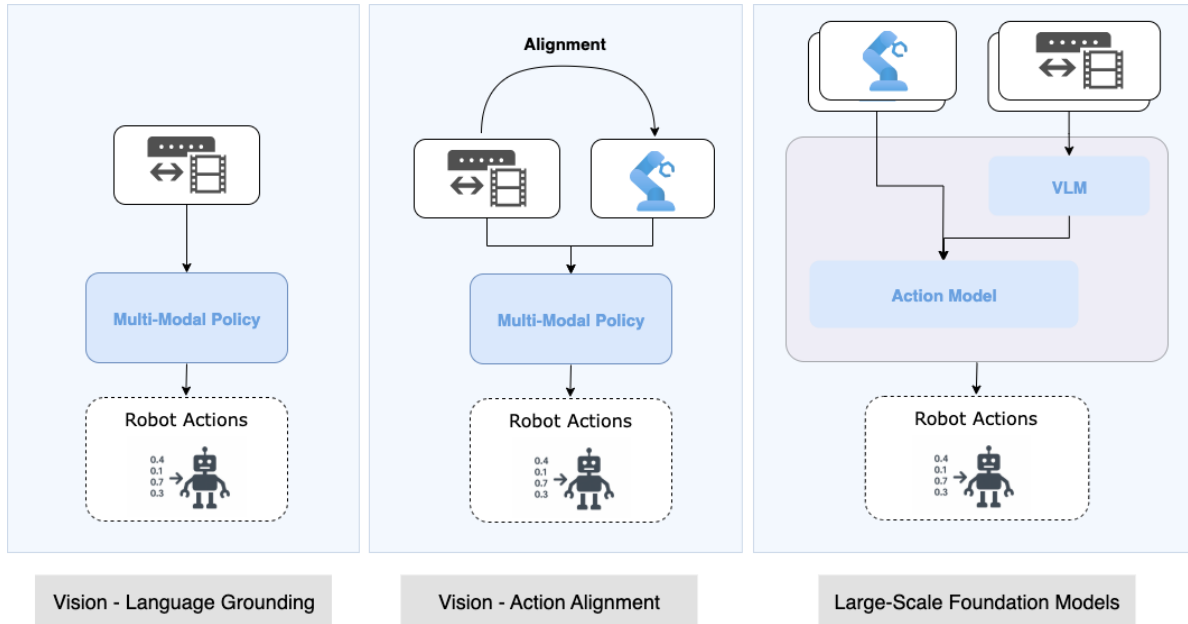 Multi-Modal Policy
Robot Actions
0.4
0.1
0.7
0.3
Vision - Language Grounding
Alignment
Multi-Modal Policy
Robot Actions
0.4
0.1
0.7
0.3
Vision - Action Alignment
VLM
Action Model
Robot Actions
0.4
0.1
0.7
0.3
Large-Scale Foundation Models